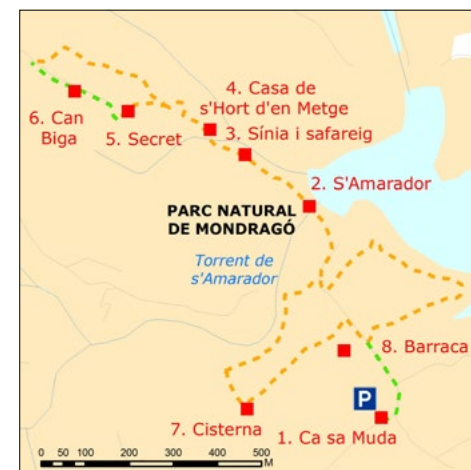 4. Casa de
s'Hort d'en Metge
6. Can
Biga
5. Secret
3. Sínia i safareig
2. S'Amarador
PARC NATURAL
DE MONDRAGÓ
Torrent de
s'Amarador
8. Barraca
P
7. Cisterna
1. Ca sa Muda
0 50 100 200 300 400 500
M